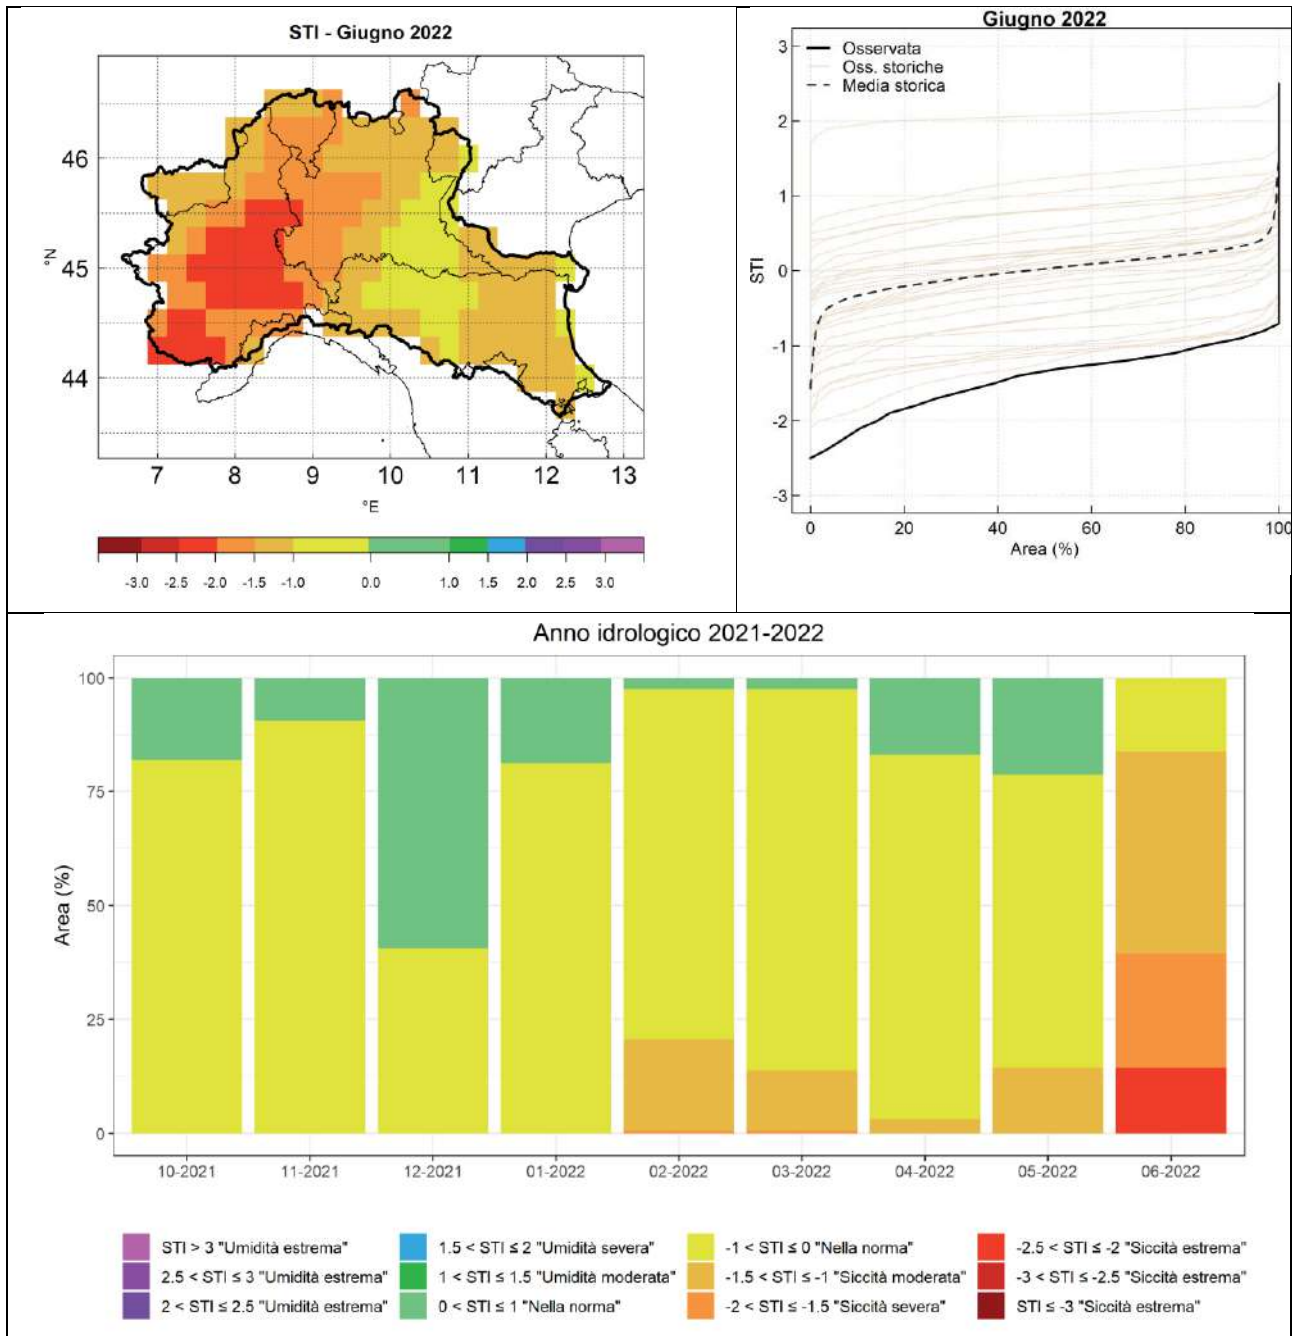 STI - Giugno 2022
46
45
44
°N
7 8 9 10 11 12 13
°E
-3.0 -2.5 -2.0 -1.5 -1.0 0.0 1.0 1.5 2.0 2.5 3.0
Giugno 2022
Osservata
Oss. storiche
Media storica
3
2
1
0
-1
-2
-3
STI
0 20 40 60 80 100
Area (%)
Anno idrologico 2021-2022
100
75
50
25
0
Area (%)
10-2021 11-2021 12-2021 01-2022 02-2022 03-2022 04-2022 05-2022 06-2022
STI > 3 "Umidità estrema"
2.5 < STI ≤ 3 "Umidità estrema"
2 < STI ≤ 2.5 "Umidità estrema"
1.5 < STI ≤ 2 "Umidità severa"
1 < STI ≤ 1.5 "Umidità moderata"
0 < STI ≤ 1 "Nella norma"
-1 < STI ≤ 0 "Nella norma"
-1.5 < STI ≤ -1 "Siccità moderata"
-2 < STI ≤ -1.5 "Siccità severa"
-2.5 < STI ≤ -2 "Siccità estrema"
-3 < STI ≤ -2.5 "Siccità estrema"
STI ≤ -3 "Siccità estrema"